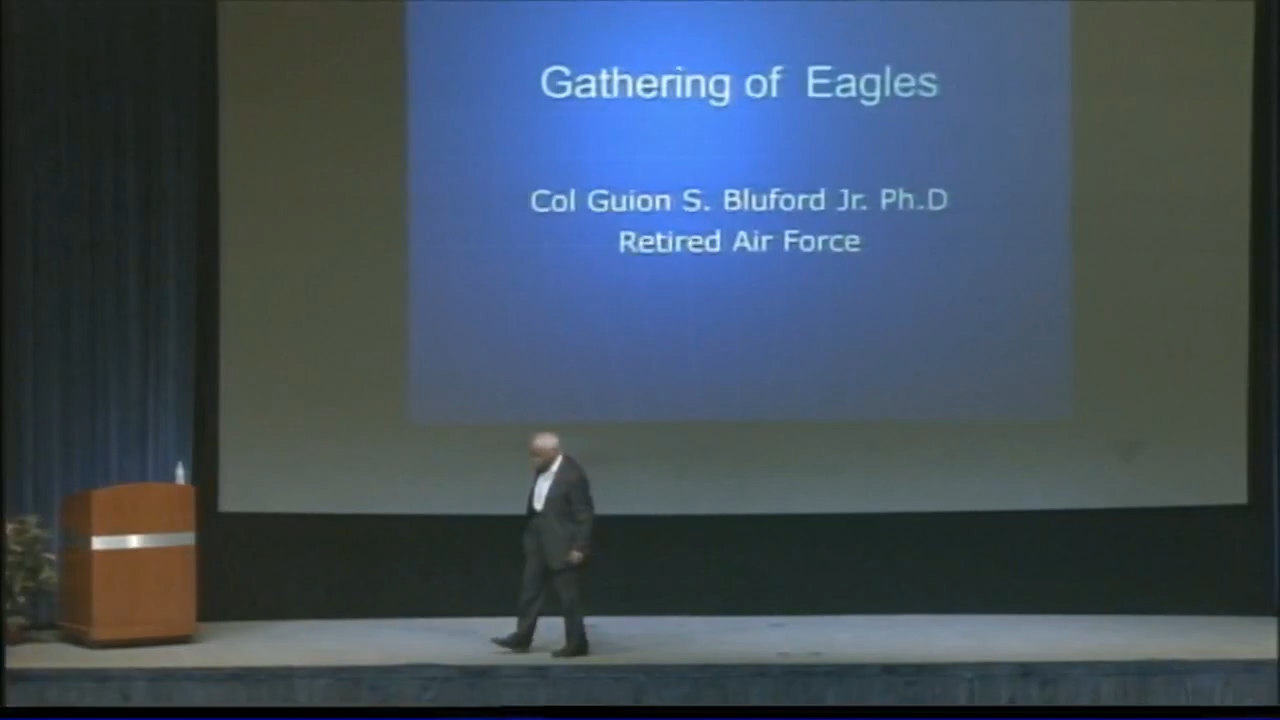 Gathering of Eagles
Col Guion S. Bluford Jr. Ph.D
Retired Air Force